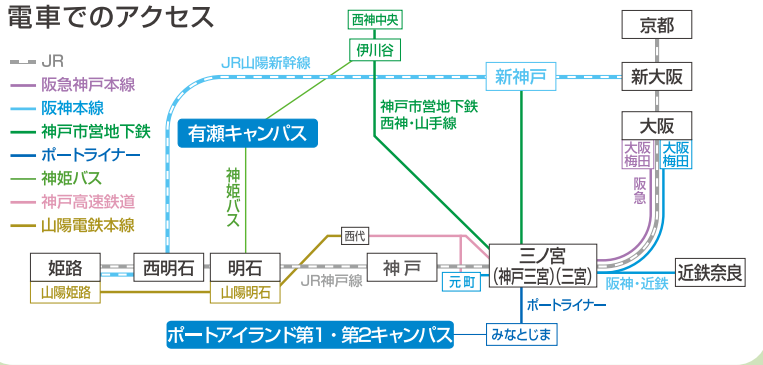 電車でのアクセス
JR
阪急神戸本線
阪神本線
神戸市営地下鉄
ポートライナー
神姫バス
神戸高速鉄道
山陽電鉄本線
西神中央
伊川谷
京都
JR山陽新幹線
新神戸
新大阪
神戸市営地下鉄
西神・山手線
大阪
有瀬キャンパス
大阪
梅田
大阪
梅田
神姫バス
阪急
西代
姫路
西明石
明石
神戸
三ノ宮
(神戸三宮)(三宮)
近鉄奈良
山陽姫路
山陽明石
JR神戸線
元町
阪神・近鉄
ポートライナー
ポートアイランド第1・第2キャンパス
みなとじま